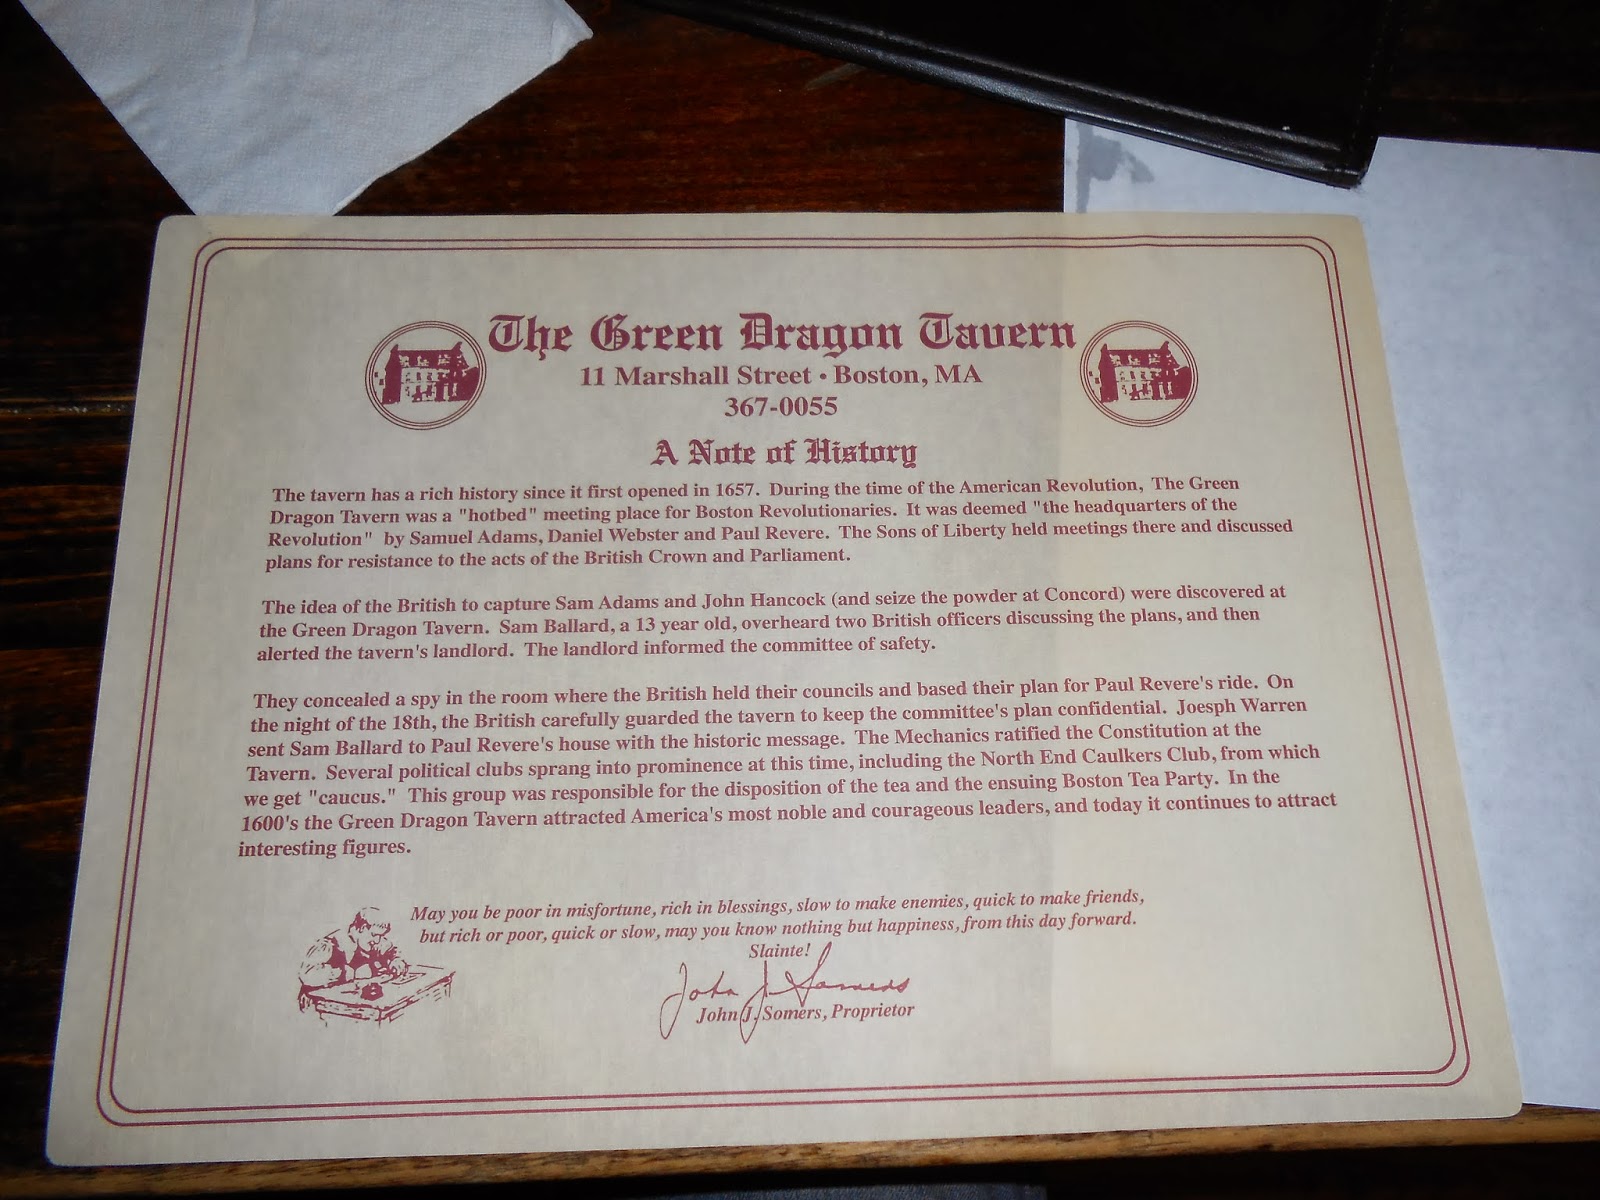 The Green Dragon Tavern
11 Marshall Street • Boston, MA
367-0055
A Note of History
The tavern has a rich history since it first opened in 1657. During the time of the American Revolution, The Green
Dragon Tavern was a "hotbed" meeting place for Boston Revolutionaries. It was deemed "the headquarters of the
Revolution" by Samuel Adams, Daniel Webster and Paul Revere. The Sons of Liberty held meetings there and discussed
plans for resistance to the acts of the British Crown and Parliament.
The idea of the British to capture Sam Adams and John Hancock (and seize the powder at Concord) were discovered at
the Green Dragon Tavern. Sam Ballard, a 13 year old, overheard two British officers discussing the plans, and then
alerted the tavern's landlord. The landlord informed the committee of safety.
They concealed a spy in the room where the British held their councils and based their plan for Paul Revere's ride. On
the night of the 18th, the British carefully guarded the tavern to keep the committee's plan confidential. Joesph Warren
sent Sam Ballard to Paul Revere's house with the historic message. The Mechanics ratified the Constitution at the
Tavern. Several political clubs sprang into prominence at this time, including the North End Caulkers Club, from which
we get "caucus." This group was responsible for the disposition of the tea and the ensuing Boston Tea Party. In the
1600's the Green Dragon Tavern attracted America's most noble and courageous leaders, and today it continues to attract
interesting figures.
May you be poor in misfortune, rich in blessings, slow to make enemies, quick to make friends,
but rich or poor, quick or slow, may you know nothing but happiness, from this day forward.
Slainte!
John J. Somers
John J. Somers, Proprietor